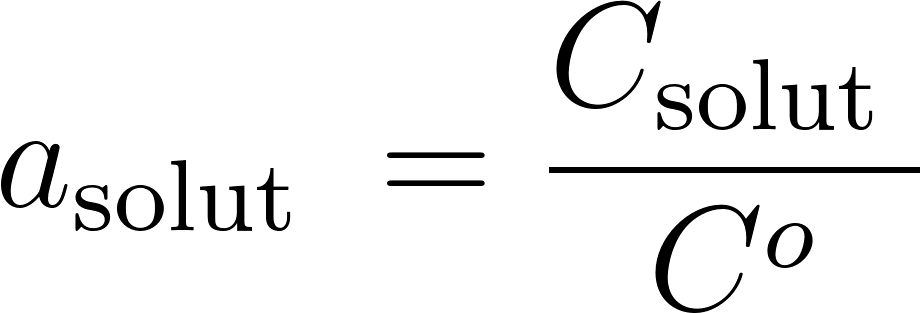 a_solut = C_solut / C^o